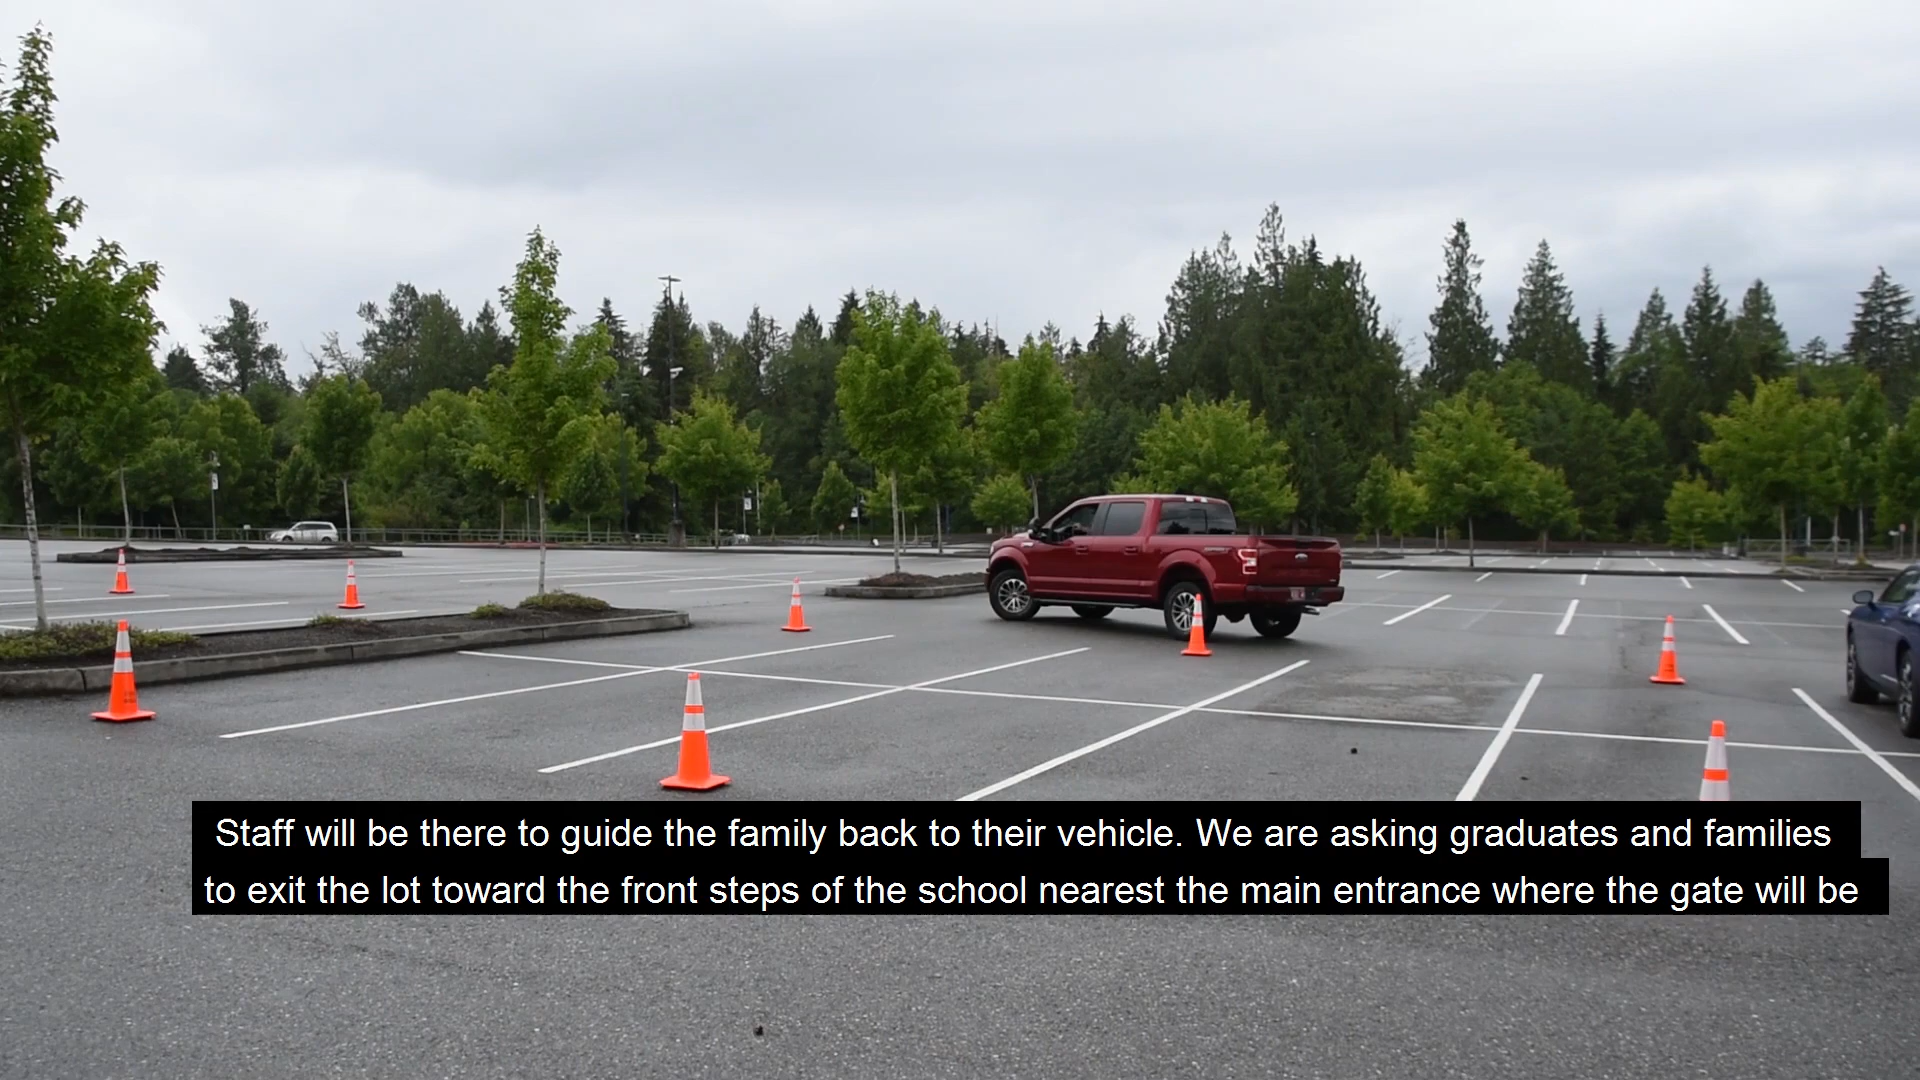 Staff will be there to guide the family back to their vehicle. We are asking graduates and families
to exit the lot toward the front steps of the school nearest the main entrance where the gate will be